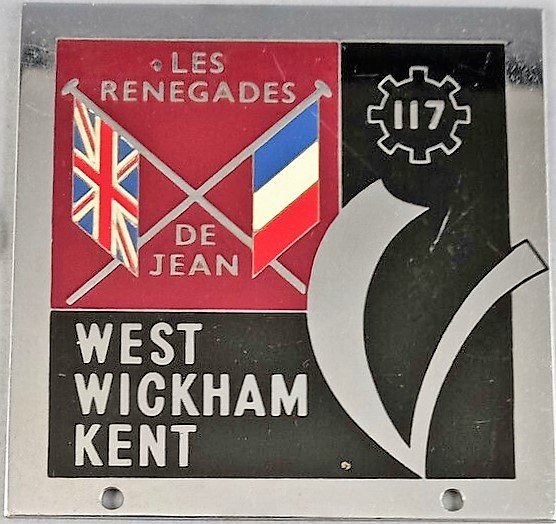 LES
RENEGADES
DE
JEAN
117
WEST
WICKHAM
KENT